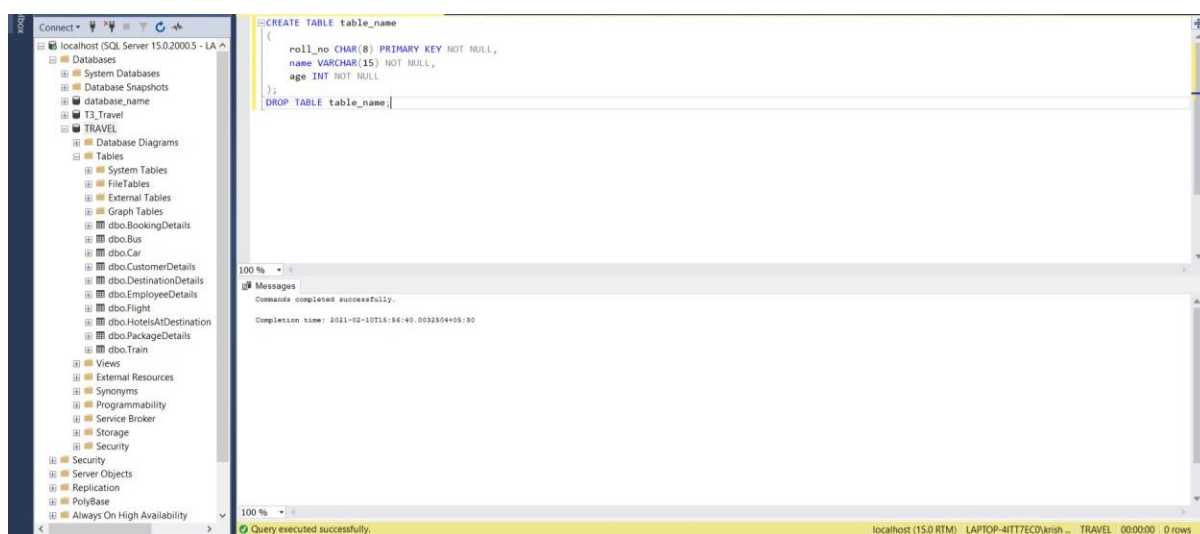 lbox
Connect
localhost (SQL Server 15.0.2000.5 - LA
Databases
System Databases
Database Snapshots
database_name
T3_Travel
TRAVEL
Database Diagrams
Tables
System Tables
FileTables
External Tables
Graph Tables
dbo.BookingDetails
dbo.Bus
dbo.Car
dbo.CustomerDetails
dbo.DestinationDetails
dbo.EmployeeDetails
dbo.Flight
dbo.HotelsAtDestination
dbo.PackageDetails
dbo.Train
Views
External Resources
Synonyms
Programmability
Service Broker
Storage
Security
Security
Server Objects
Replication
PolyBase
Always On High Availability
CREATE TABLE table_name
(
roll_no CHAR(8) PRIMARY KEY NOT NULL,
name VARCHAR(15) NOT NULL,
age INT NOT NULL
);
DROP TABLE table_name;
100 %
Messages
Commands completed successfully.
Completion time: 2021-02-10T15:56:40.0032504+05:30
100 %
Query executed successfully.
localhost (15.0 RTM) LAPTOP-4ITT7EC0\krish ... TRAVEL 00:00:00 0 rows